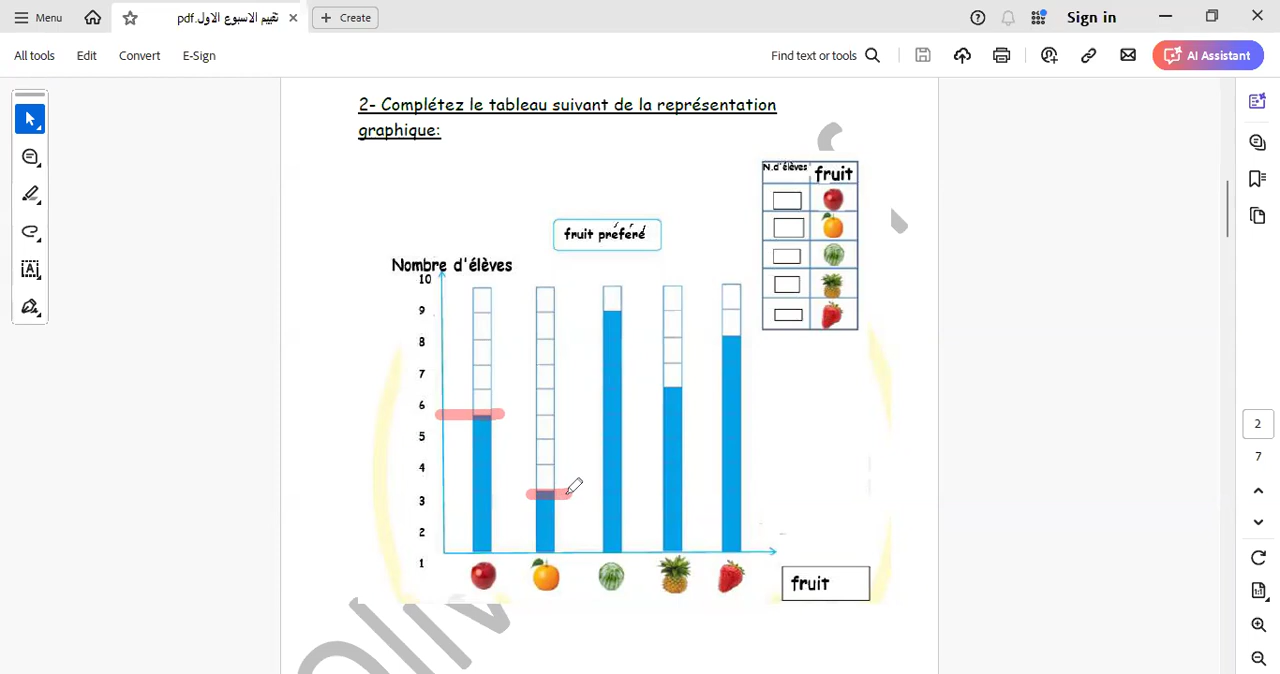 Menu
تقييم الاسبوع الاول.pdf
Create
Sign in
All tools
Edit
Convert
E-Sign
Find text or tools
AI Assistant
2- Complétez le tableau suivant de la représentation
graphique:
N.d'élèves
fruit
fruit préféré
Nombre d'élèves
10
9
8
7
6
5
4
3
2
1
fruit
2
7